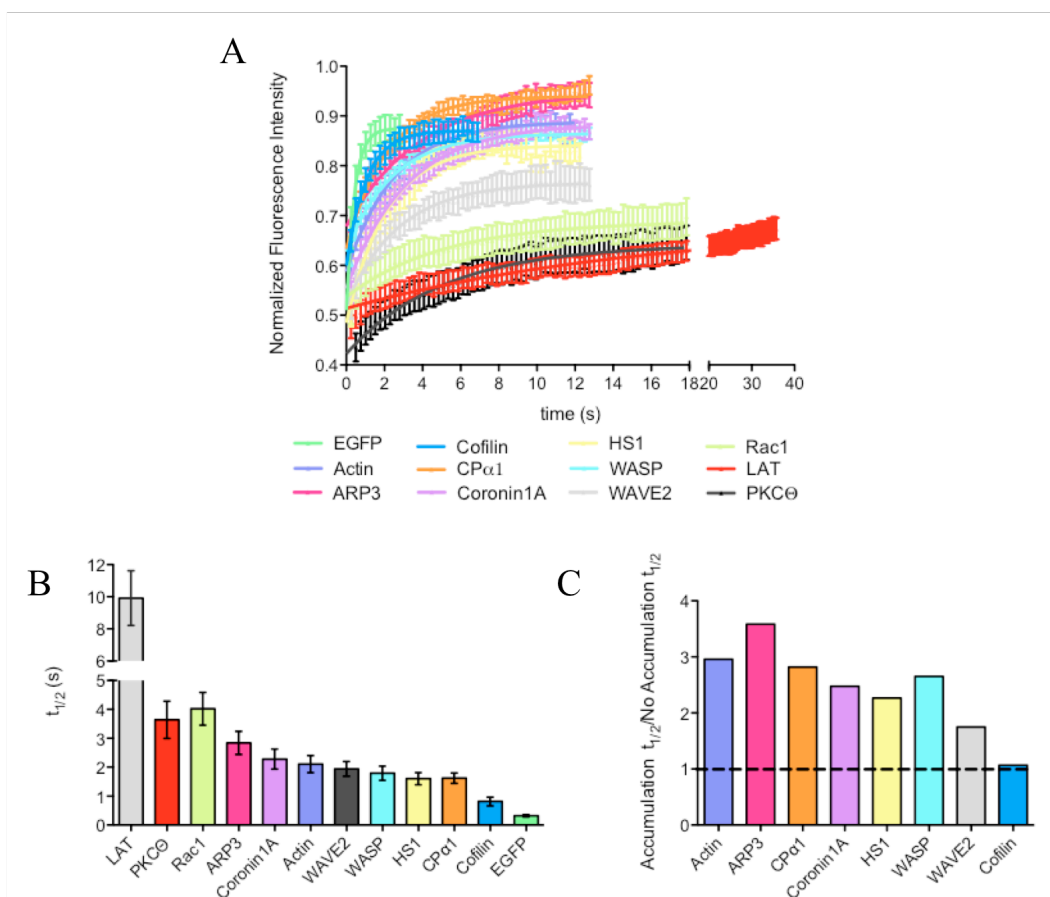 A
Normalized Fluorescence Intensity
1.0
0.9
0.8
0.7
0.6
0.5
0.4
0 2 4 6 8 10 12 14 16 18 20 30 40
time (s)
EGFP Cofilin HS1 Rac1
Actin CPα1 WASP LAT
ARP3 Coronin1A WAVE2 PKCΘ
B
t1/2 (s)
12
10
8
6
5
4
3
2
1
0
LAT PKCΘ Rac1 ARP3 Coronin1A Actin WAVE2 WASP HS1 CPα1 Cofilin EGFP
C
Accumulation t1/2/No Accumulation t1/2
4
3
2
1
0
Actin ARP3 CPα1 Coronin1A HS1 WASP WAVE2 Cofilin